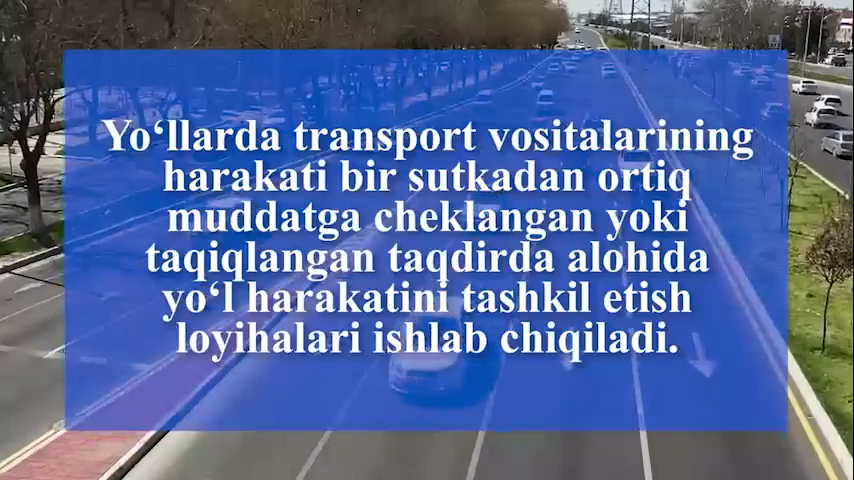 Yo‘llarda transport vositalarining
harakati bir sutkadan ortiq
muddatga cheklangan yoki
taqiqlangan taqdirda alohida
yo‘l harakatini tashkil etish
loyihalari ishlab chiqiladi.